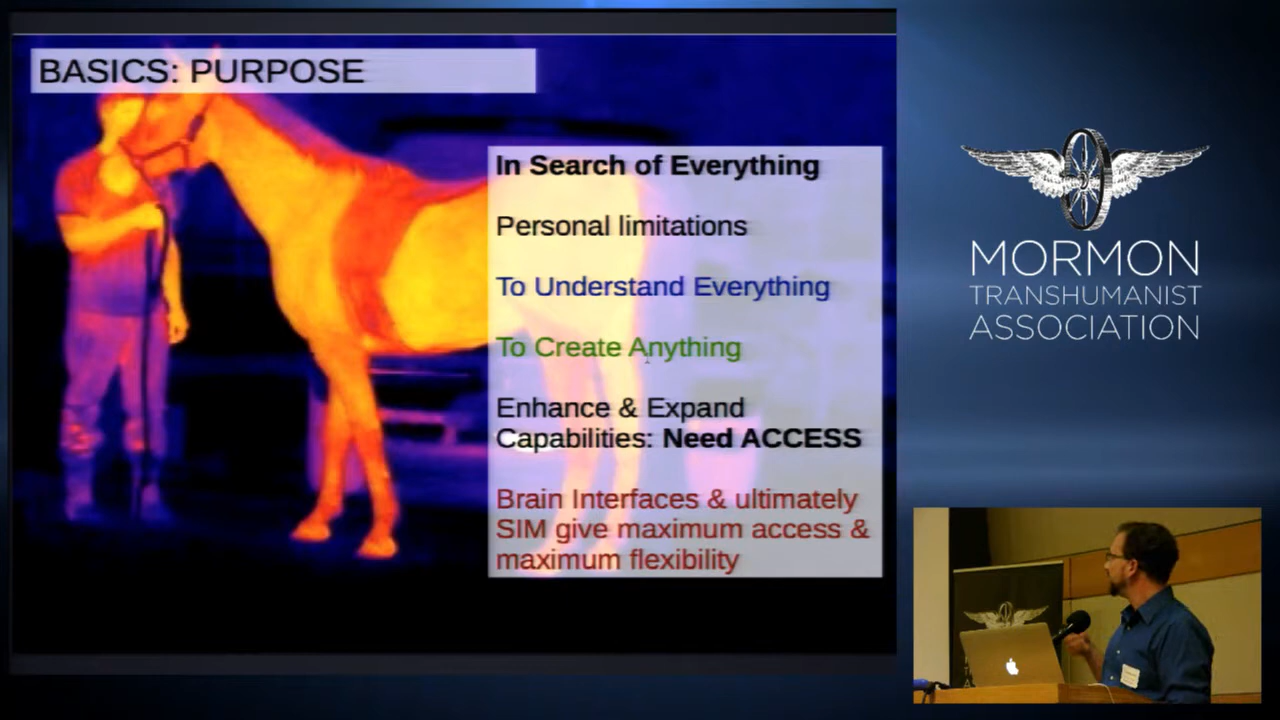 BASICS: PURPOSE
In Search of Everything
Personal limitations
To Understand Everything
To Create Anything
Enhance & Expand
Capabilities: Need ACCESS
Brain Interfaces & ultimately
SIM give maximum access &
maximum flexibility
MORMON
TRANSHUMANIST
ASSOCIATION